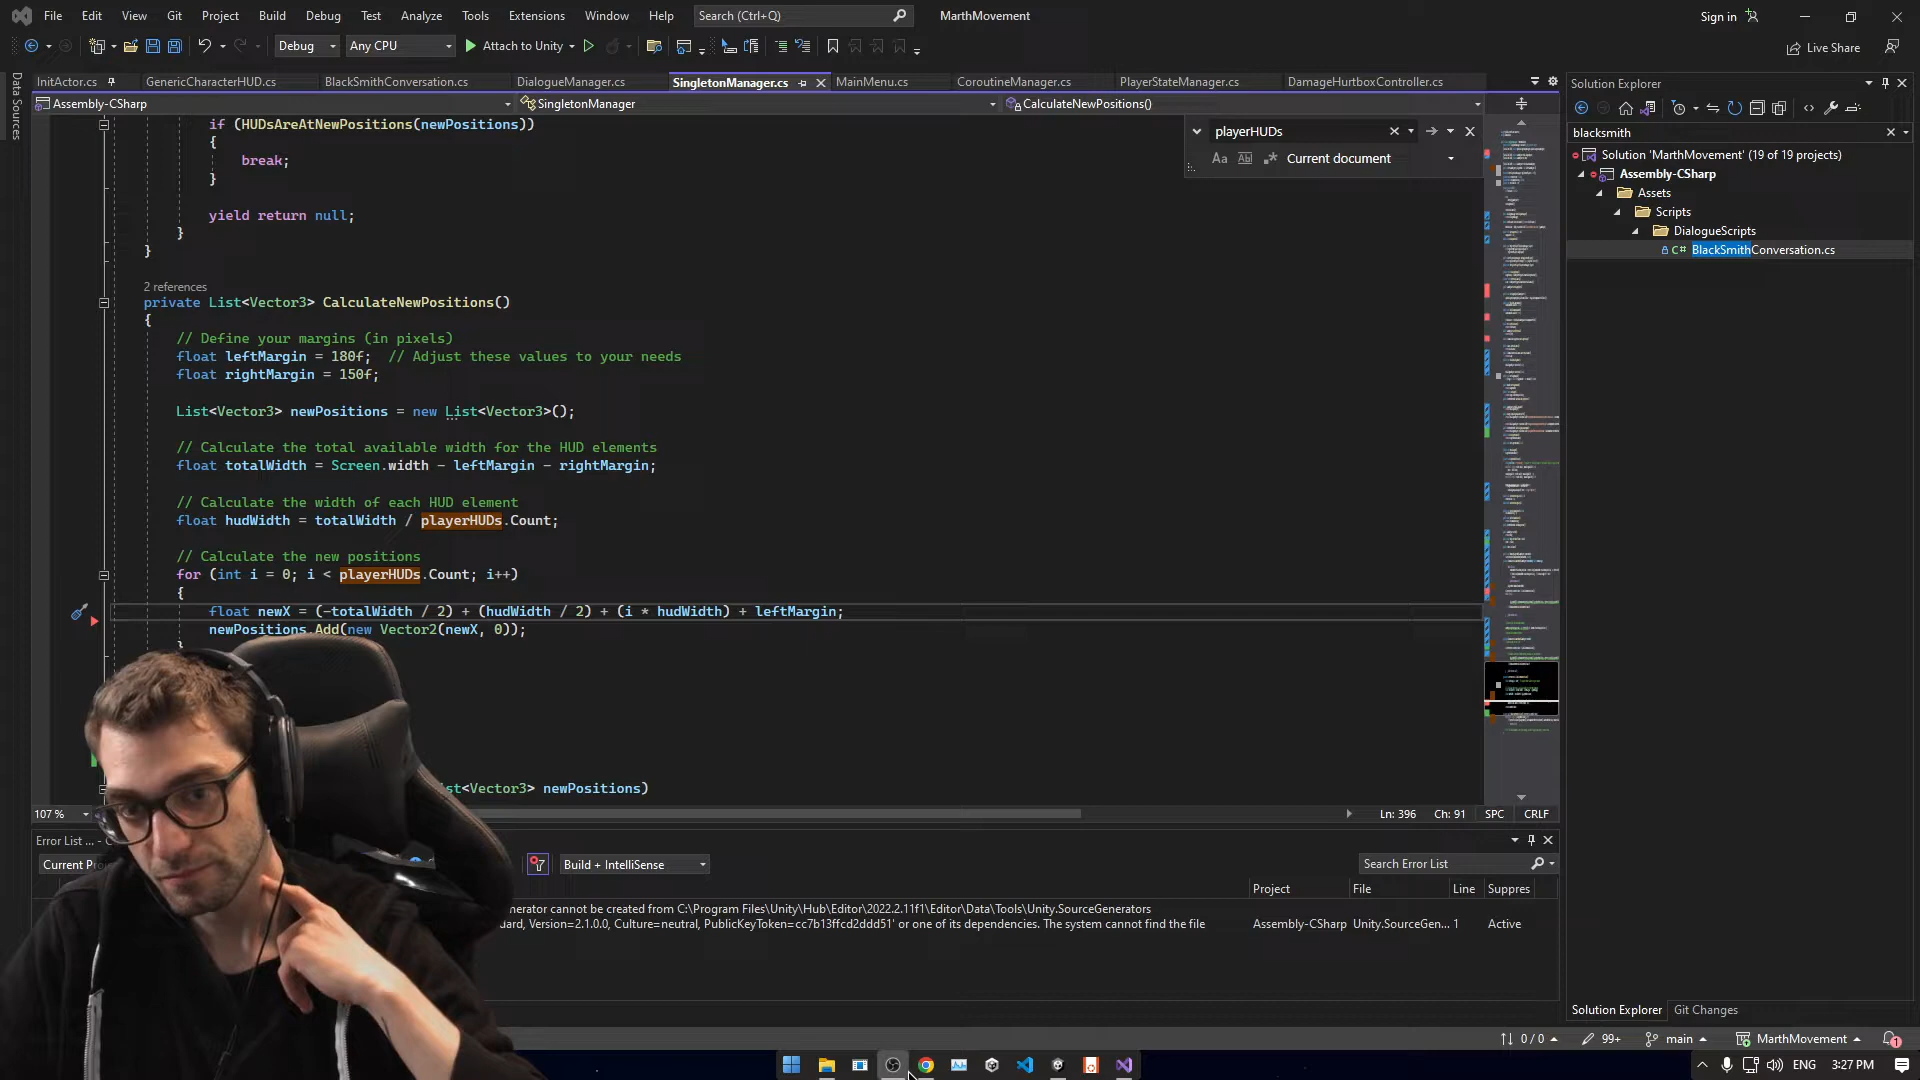 File Edit View Git Project Build Debug Test Analyze Tools Extensions Window Help Search (Ctrl+Q) MarthMovement Sign in
Debug Any CPU Attach to Unity Live Share
InitActor.cs GenericCharacterHUD.cs BlackSmithConversation.cs DialogueManager.cs SingletonManager.cs MainMenu.cs CoroutineManager.cs PlayerStateManager.cs DamageHurtboxController.cs
Assembly-CSharp SingletonManager CalculateNewPositions()
Data Sources
if (HUDsAreAtNewPositions(newPositions))
{
break;
}
yield return null;
}
}
2 references
private List<Vector3> CalculateNewPositions()
{
// Define your margins (in pixels)
float leftMargin = 180f; // Adjust these values to your needs
float rightMargin = 150f;
List<Vector3> newPositions = new List<Vector3>();
// Calculate the total available width for the HUD elements
float totalWidth = Screen.width - leftMargin - rightMargin;
// Calculate the width of each HUD element
float hudWidth = totalWidth / playerHUDs.Count;
// Calculate the new positions
for (int i = 0; i < playerHUDs.Count; i++)
{
float newX = (-totalWidth / 2) + (hudWidth / 2) + (i * hudWidth) + leftMargin;
newPositions.Add(new Vector2(newX, 0));
st<Vector3> newPositions)
playerHUDs
Aa Ab Current document
107 % Ln: 396 Ch: 91 SPC CRLF
Error List ...
Current Pro Build + IntelliSense Search Error List
Project File Line Suppres
nerator cannot be created from C:\Program Files\Unity\Hub\Editor\2022.2.11f1\Editor\Data\Tools\Unity.SourceGenerators
ard, Version=2.1.0.0, Culture=neutral, PublicKeyToken=cc7b13ffcd2ddd51' or one of its dependencies. The system cannot find the file Assembly-CSharp Unity.SourceGen... 1 Active
Solution Explorer
blacksmith
Solution 'MarthMovement' (19 of 19 projects)
Assembly-CSharp
Assets
Scripts
DialogueScripts
C# BlackSmithConversation.cs
Solution Explorer Git Changes
0 / 0 99+ main MarthMovement 1
ENG 3:27 PM